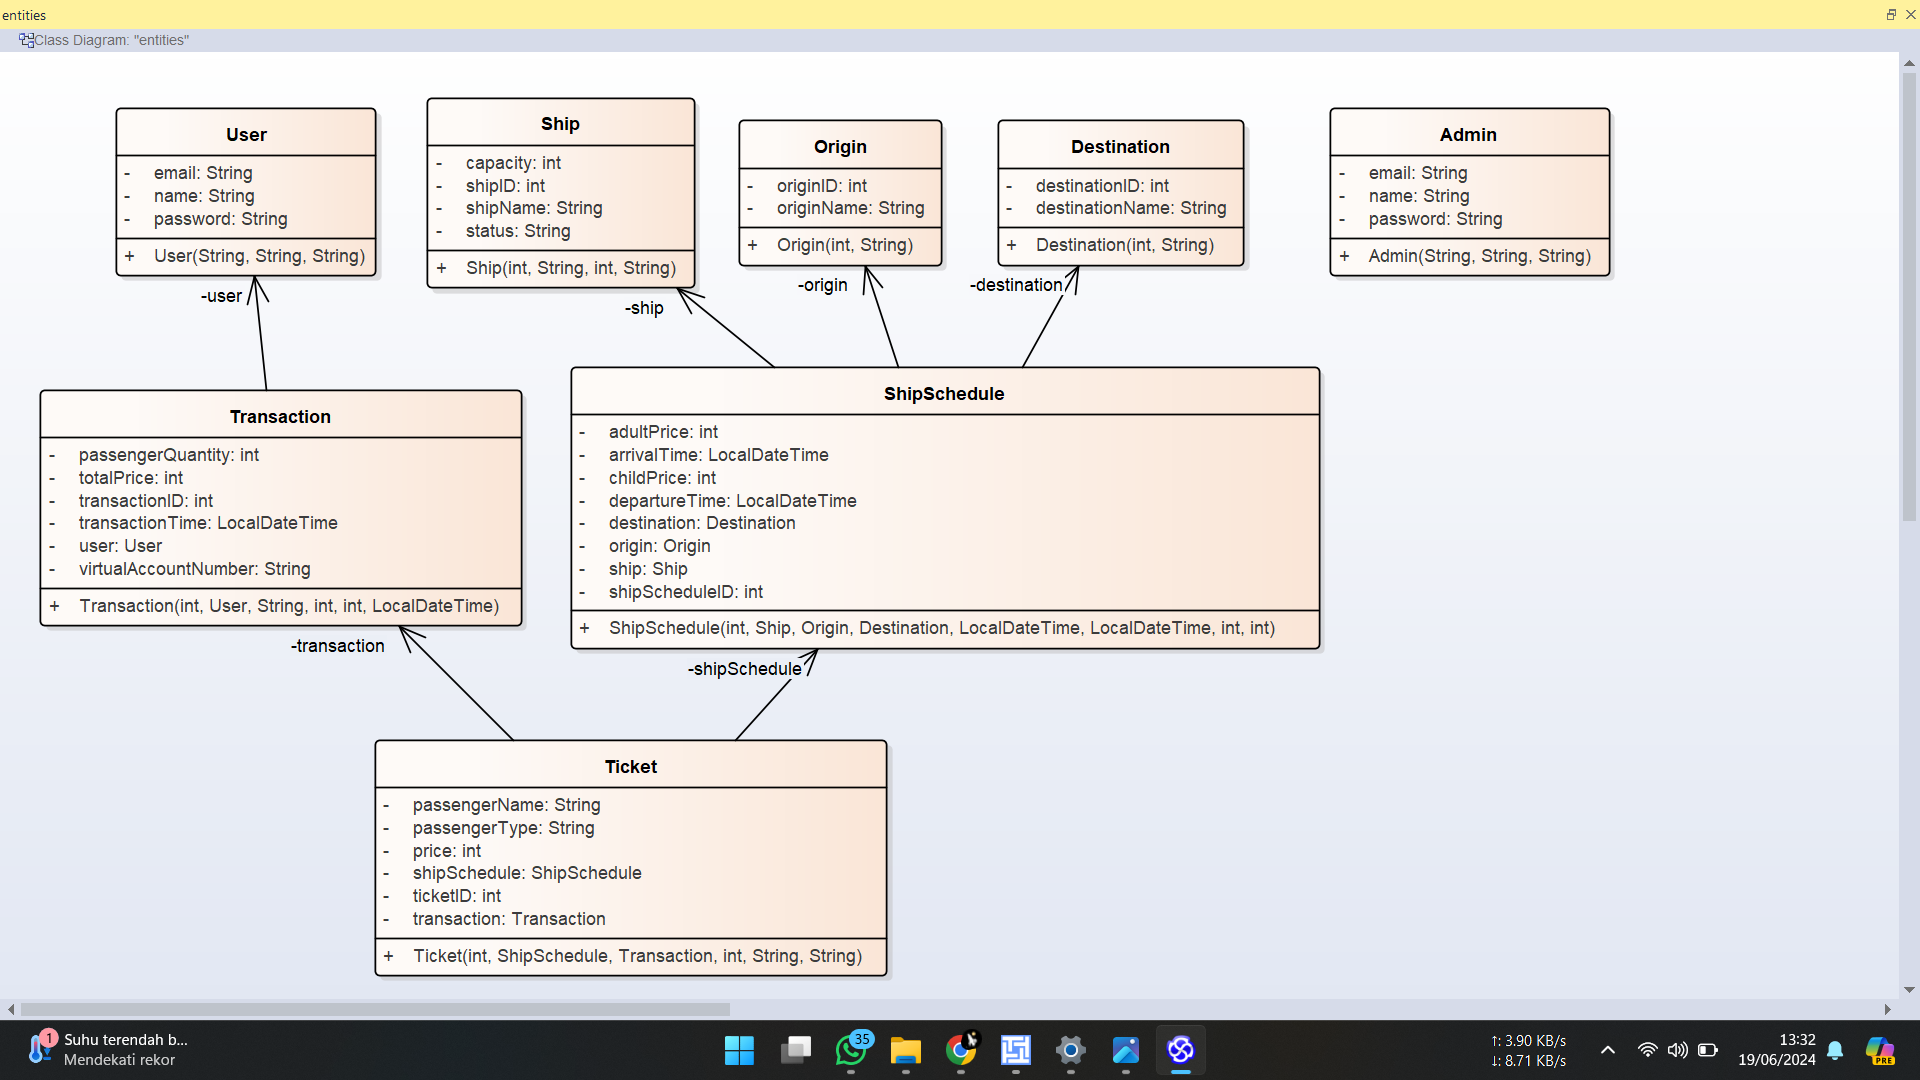 entities
Class Diagram: "entities"
User
- email: String
- name: String
- password: String
+ User(String, String, String)
Ship
- capacity: int
- shipID: int
- shipName: String
- status: String
+ Ship(int, String, int, String)
Origin
- originID: int
- originName: String
+ Origin(int, String)
Destination
- destinationID: int
- destinationName: String
+ Destination(int, String)
Admin
- email: String
- name: String
- password: String
+ Admin(String, String, String)
-user
-ship
-origin
-destination
Transaction
- passengerQuantity: int
- totalPrice: int
- transactionID: int
- transactionTime: LocalDateTime
- user: User
- virtualAccountNumber: String
+ Transaction(int, User, String, int, int, LocalDateTime)
ShipSchedule
- adultPrice: int
- arrivalTime: LocalDateTime
- childPrice: int
- departureTime: LocalDateTime
- destination: Destination
- origin: Origin
- ship: Ship
- shipScheduleID: int
+ ShipSchedule(int, Ship, Origin, Destination, LocalDateTime, LocalDateTime, int, int)
-transaction
-shipSchedule
Ticket
- passengerName: String
- passengerType: String
- price: int
- shipSchedule: ShipSchedule
- ticketID: int
- transaction: Transaction
+ Ticket(int, ShipSchedule, Transaction, int, String, String)
1
Suhu terendah b...
Mendekati rekor
35
↑: 3.90 KB/s
↓: 8.71 KB/s
13:32
19/06/2024
PRE